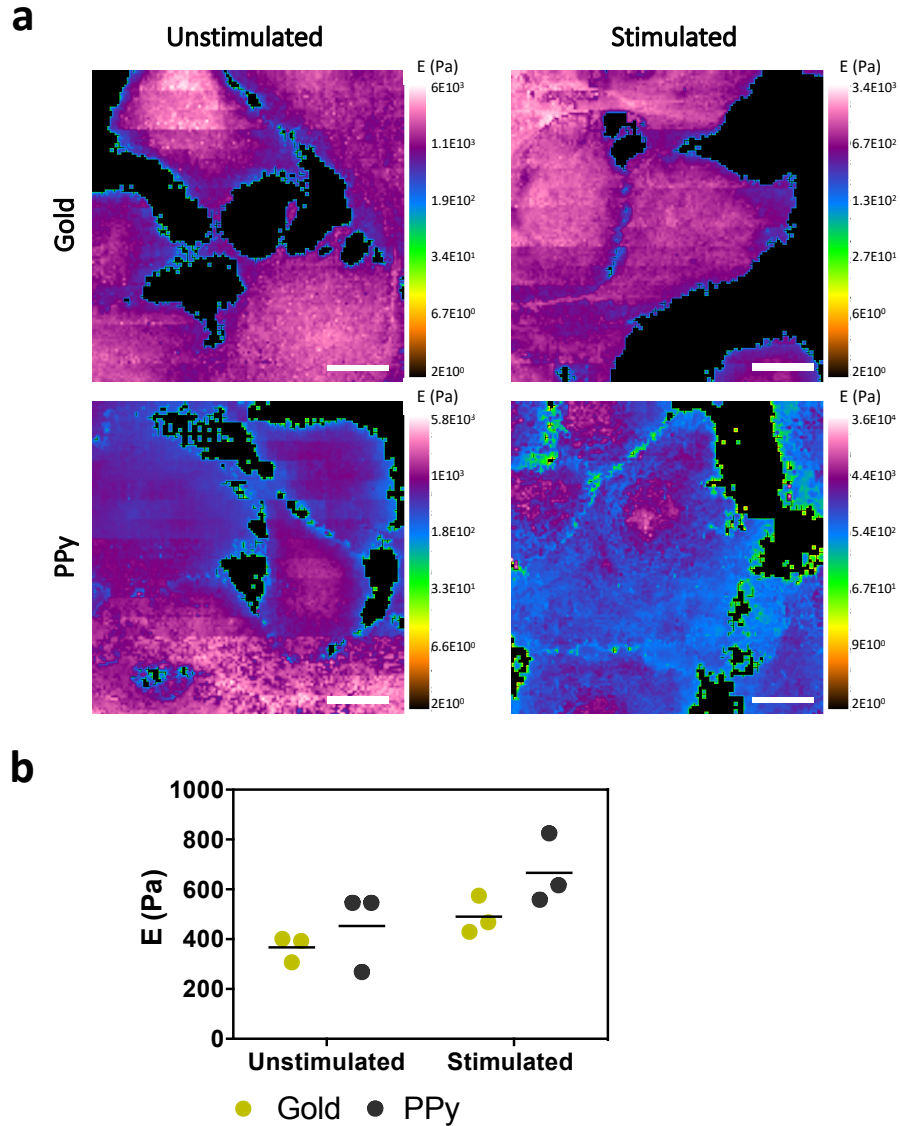 a
Unstimulated
Stimulated
Gold
E (Pa)
6E10³
1.1E10³
1.9E10²
3.4E10¹
6.7E10⁰
2E10⁰
E (Pa)
3.4E10³
6.7E10²
1.3E10²
2.7E10¹
6E10⁰
2E10⁰
PPy
E (Pa)
5.8E10³
1E10³
1.8E10²
3.3E10¹
6.6E10⁰
2E10⁰
E (Pa)
3.6E10⁴
4.4E10³
5.4E10²
6.7E10¹
9E10⁰
2E10⁰
b
E (Pa)
1000
800
600
400
200
0
Unstimulated Stimulated
Gold PPy